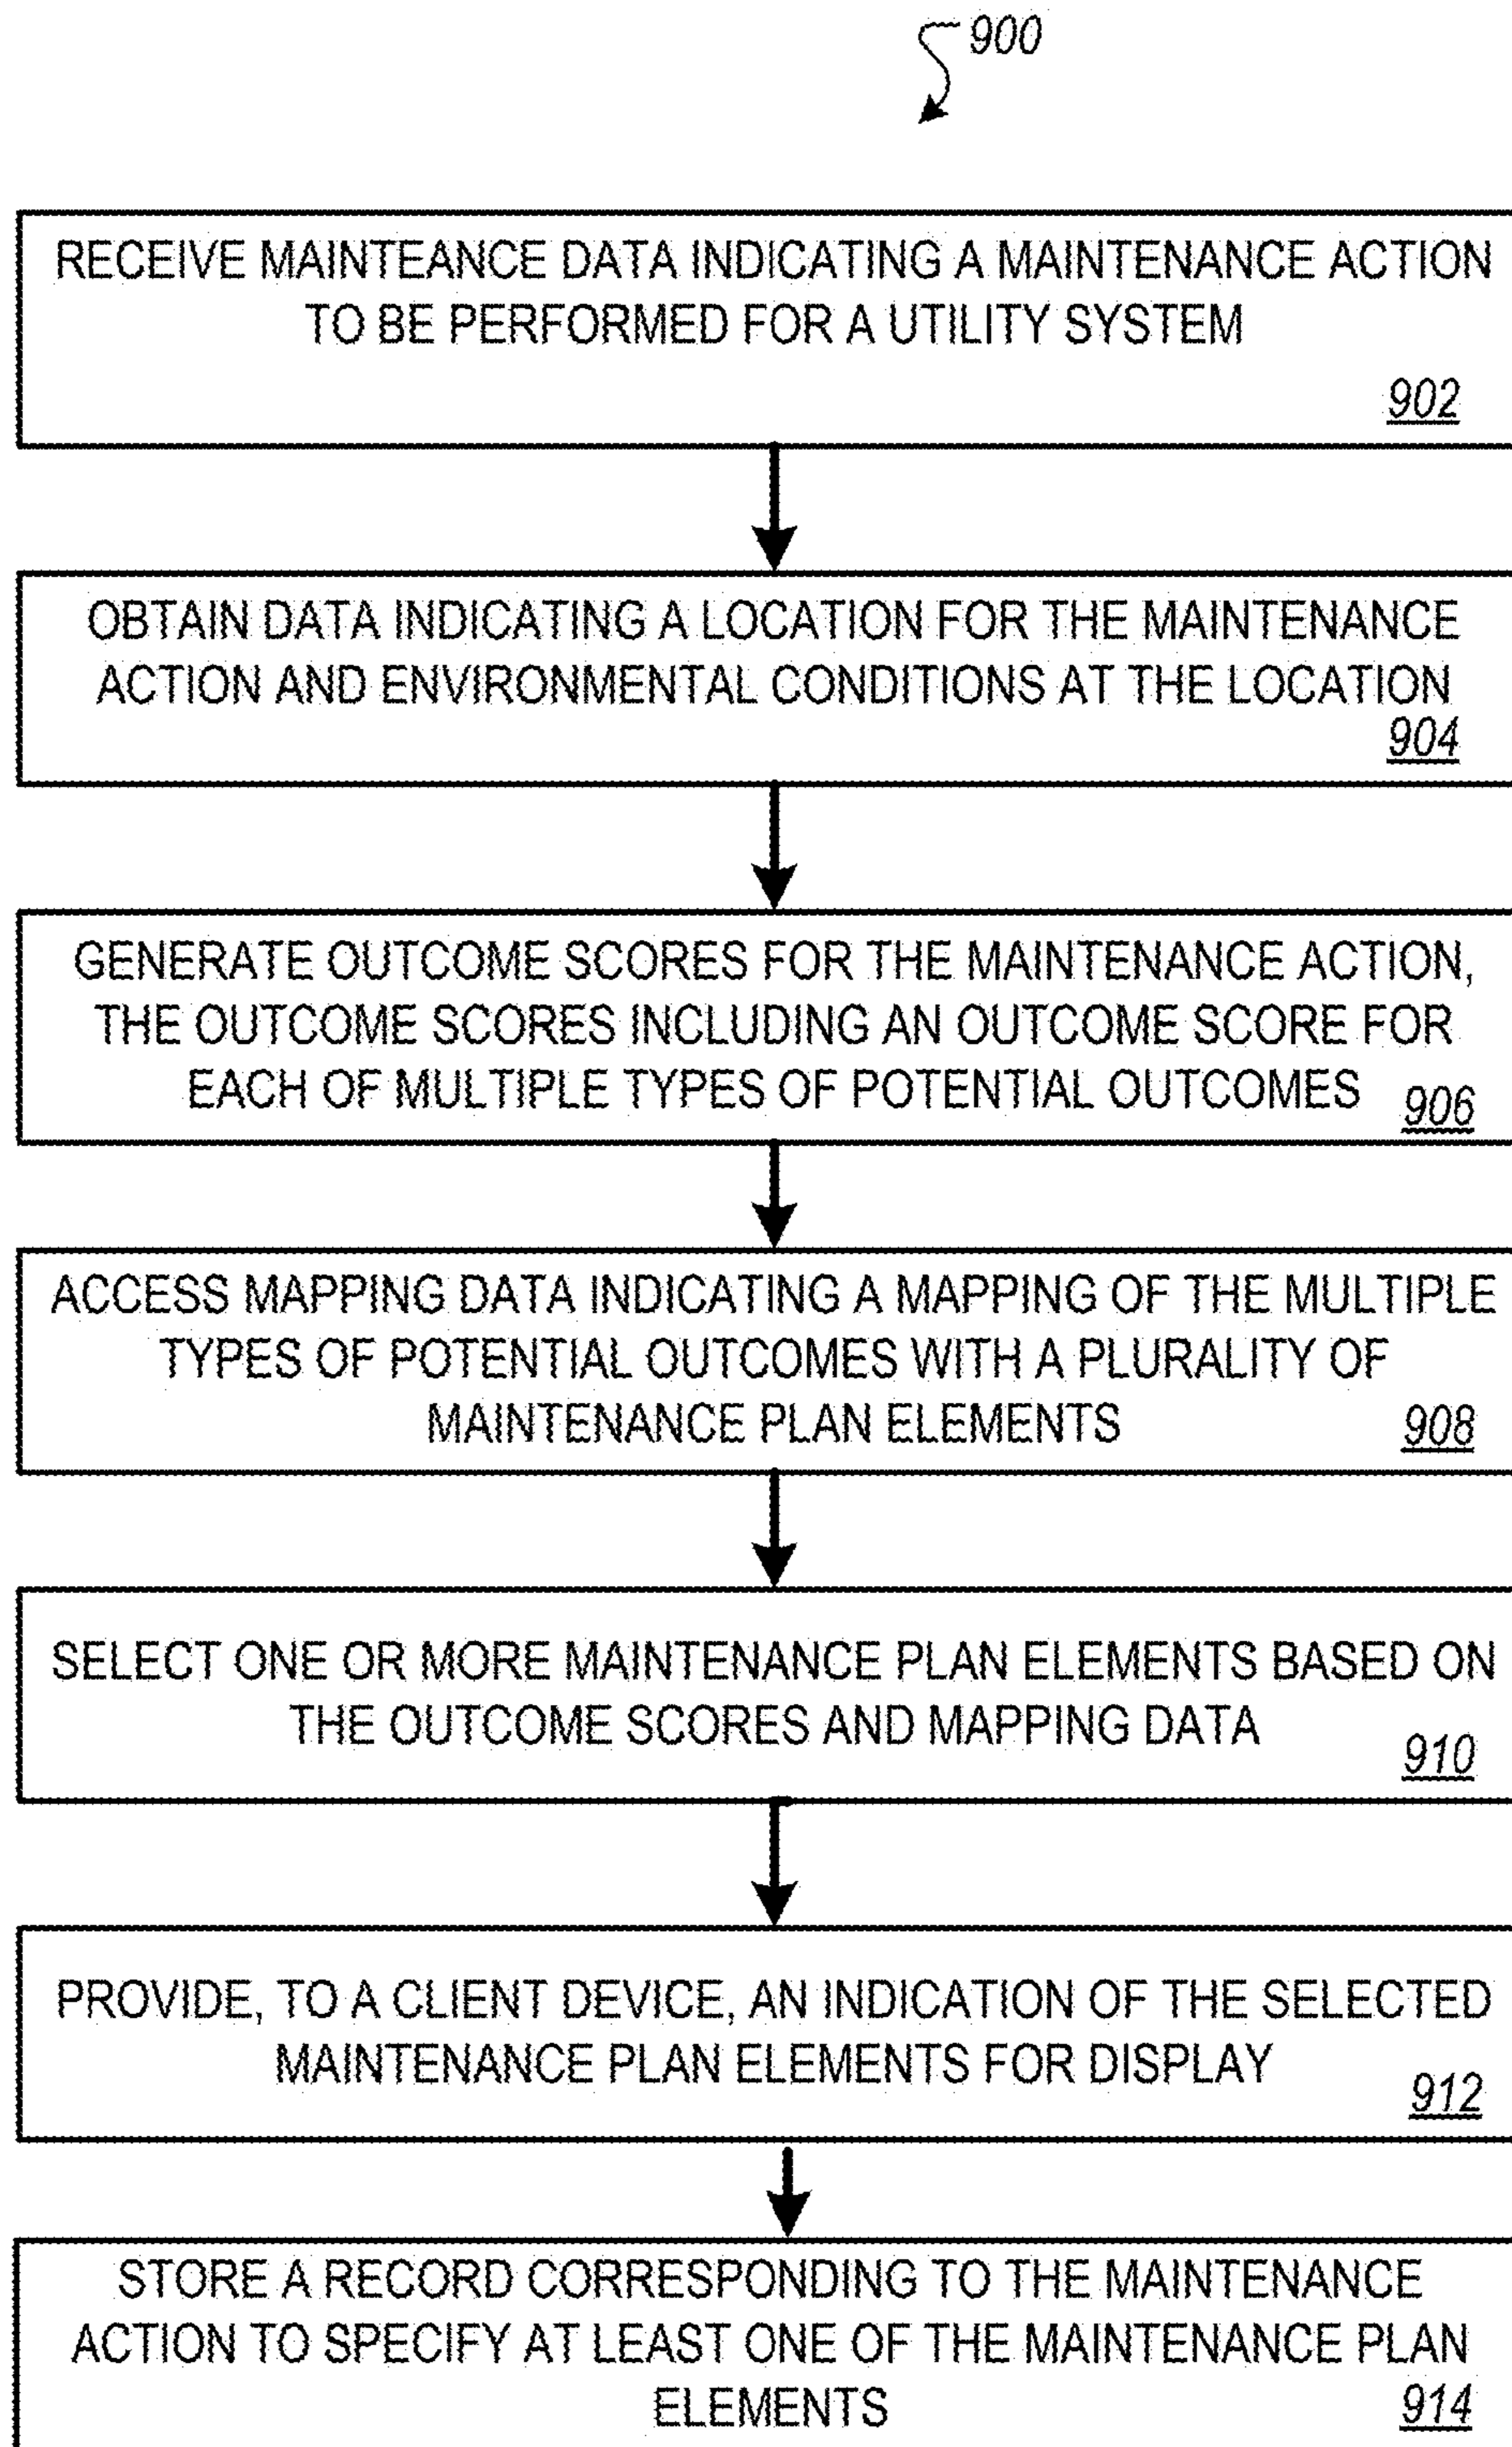 900
RECEIVE MAINTEANCE DATA INDICATING A MAINTENANCE ACTION
TO BE PERFORMED FOR A UTILITY SYSTEM
902
OBTAIN DATA INDICATING A LOCATION FOR THE MAINTENANCE
ACTION AND ENVIRONMENTAL CONDITIONS AT THE LOCATION
904
GENERATE OUTCOME SCORES FOR THE MAINTENANCE ACTION,
THE OUTCOME SCORES INCLUDING AN OUTCOME SCORE FOR
EACH OF MULTIPLE TYPES OF POTENTIAL OUTCOMES 906
ACCESS MAPPING DATA INDICATING A MAPPING OF THE MULTIPLE
TYPES OF POTENTIAL OUTCOMES WITH A PLURALITY OF
MAINTENANCE PLAN ELEMENTS 908
SELECT ONE OR MORE MAINTENANCE PLAN ELEMENTS BASED ON
THE OUTCOME SCORES AND MAPPING DATA
910
PROVIDE, TO A CLIENT DEVICE, AN INDICATION OF THE SELECTED
MAINTENANCE PLAN ELEMENTS FOR DISPLAY
912
STORE A RECORD CORRESPONDING TO THE MAINTENANCE
ACTION TO SPECIFY AT LEAST ONE OF THE MAINTENANCE PLAN
ELEMENTS 914